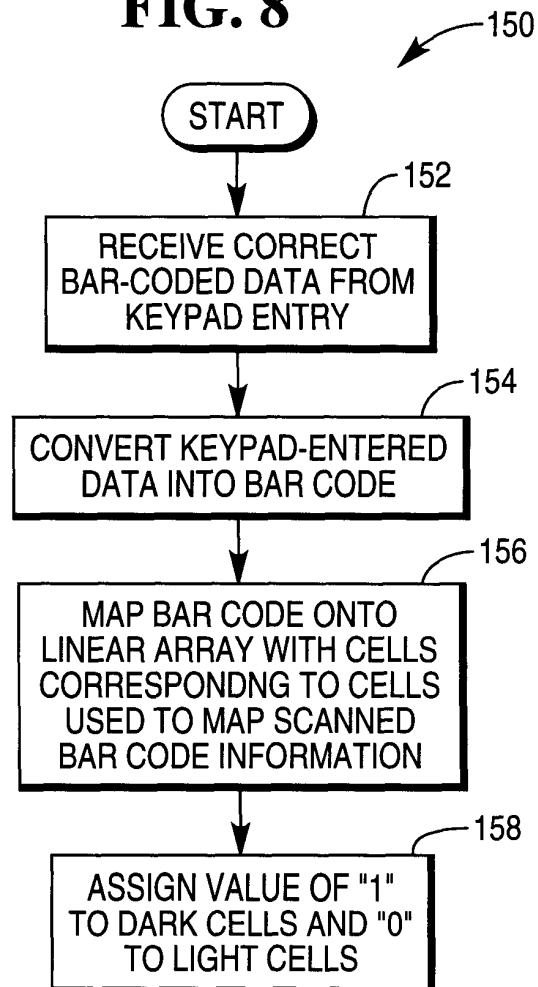 FIG. 8
150
START
152
RECEIVE CORRECT
BAR-CODED DATA FROM
KEYPAD ENTRY
154
CONVERT KEYPAD-ENTERED
DATA INTO BAR CODE
156
MAP BAR CODE ONTO
LINEAR ARRAY WITH CELLS
CORRESPONDNG TO CELLS
USED TO MAP SCANNED
BAR CODE INFORMATION
158
ASSIGN VALUE OF "1"
TO DARK CELLS AND "0"
TO LIGHT CELLS